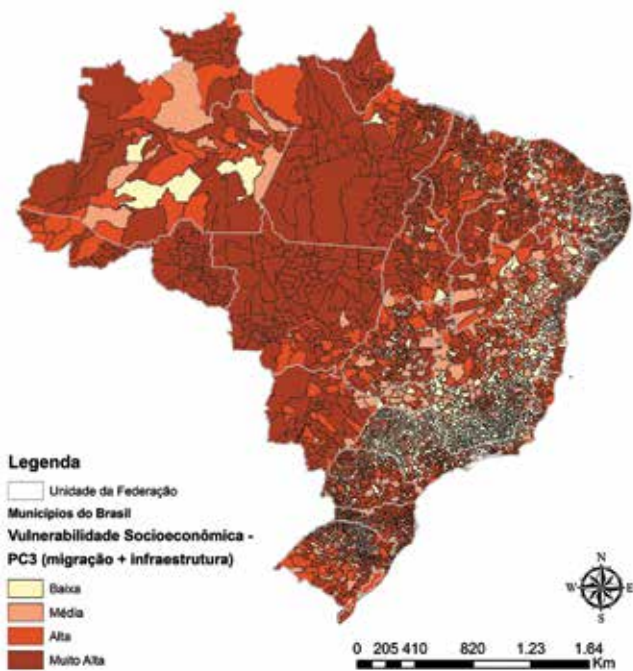 Legenda
Unidade da Federação
Municípios do Brasil
Vulnerabilidade Socioeconômica -
PC3 (migração + infraestrutura)
Baixa
Média
Alta
Muito Alta
N
W E
S
0 205 410 820 1.23 1.64
Km